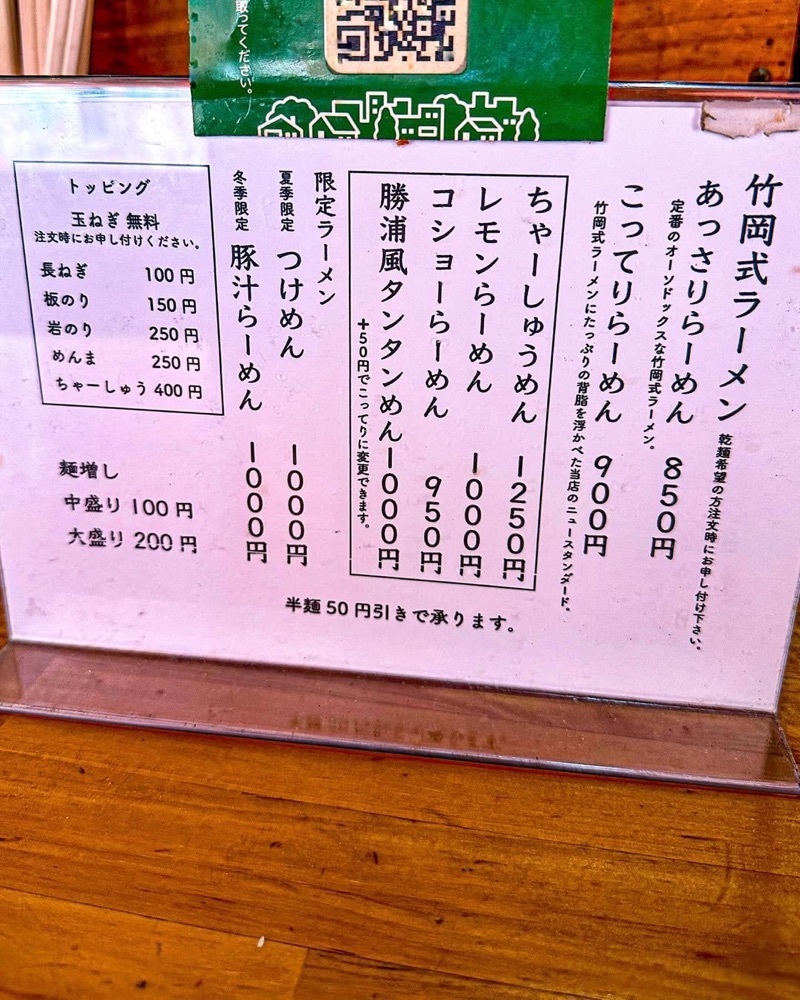 取ってください。
竹岡式ラーメン
乾麺希望の方注文時にお申し付け下さい。
あっさりらーめん 850円
定番のオーソドックスな竹岡式ラーメン。
こってりらーめん 900円
竹岡式ラーメンにたっぷりの背脂を浮かべた当店のニュースタンダード。
ちゃーしゅうめん 1250円
レモンらーめん 1000円
コショーらーめん 950円
勝浦風タンタンめん 1000円
+50円でこってりに変更できます。
限定ラーメン
夏季限定 つけめん 1000円
冬季限定 豚汁らーめん 1000円
トッピング
玉ねぎ 無料
注文時にお申し付けください。
長ねぎ 100円
板のり 150円
岩のり 250円
めんま 250円
ちゃーしゅう 400円
麺増し
中盛り 100円
大盛り 200円
半麺50円引きで承ります。